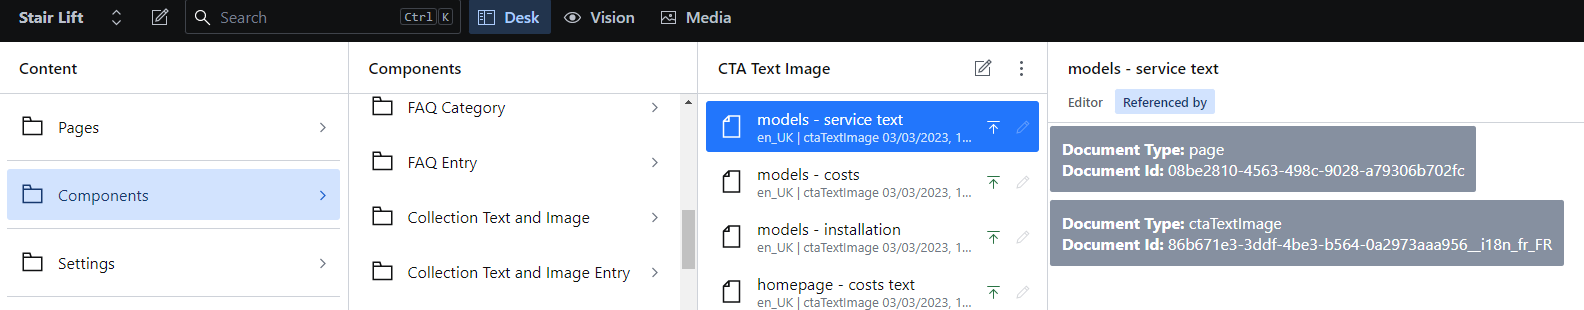 Stair Lift
Search
Ctrl K
Desk
Vision
Media
Content
Pages
Components
Settings
Components
FAQ Category
FAQ Entry
Collection Text and Image
Collection Text and Image Entry
CTA Text Image
models - service text
en_UK | ctaTextImage 03/03/2023, 1...
models - costs
en_UK | ctaTextImage 03/03/2023, 1...
models - installation
en_UK | ctaTextImage 03/03/2023, 1...
homepage - costs text
en_UK | ctaTextImage 03/03/2023, 1...
models - service text
Editor
Referenced by
Document Type: page
Document Id: 08be2810-4563-498c-9028-a79306b702fc
Document Type: ctaTextImage
Document Id: 86b671e3-3ddf-4be3-b564-0a2973aaa956__i18n_fr_FR